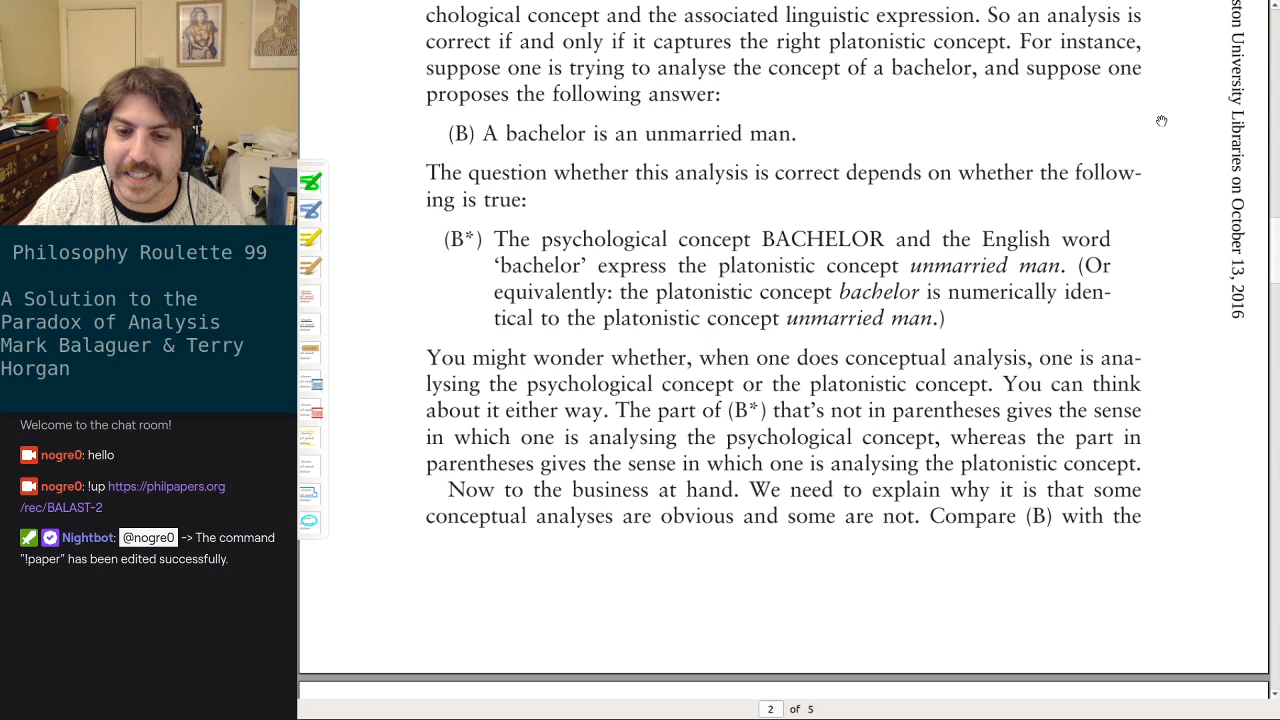 chological concept and the associated linguistic expression. So an analysis is
correct if and only if it captures the right platonistic concept. For instance,
suppose one is trying to analyse the concept of a bachelor, and suppose one
proposes the following answer:
(B) A bachelor is an unmarried man.
The question whether this analysis is correct depends on whether the follow-
ing is true:
(B*) The psychological concept BACHELOR and the English word
‘bachelor’ express the platonistic concept unmarried man. (Or
equivalently: the platonistic concept bachelor is numerically iden-
tical to the platonistic concept unmarried man.)
You might wonder whether, when one does conceptual analysis, one is ana-
lysing the psychological concept or the platonistic concept. You can think
about it either way. The part of (B*) that’s not in parentheses gives the sense
in which one is analysing the psychological concept, whereas the part in
parentheses gives the sense in which one is analysing the platonistic concept.
Now to the business at hand. We need to explain why it is that some
conceptual analyses are obvious and some are not. Compare (B) with the
ston University Libraries on October 13, 2016
2 of 5
Philosophy Roulette 99
A Solution to the
Paradox of Analysis
Mark Balaguer & Terry
Horgan
Welcome to the chat room!
nogre0: hello
nogre0: !up https://philpapers.org
/rec/BALAST-2
Nightbot: @nogre0 -> The command
"!paper" has been edited successfully.